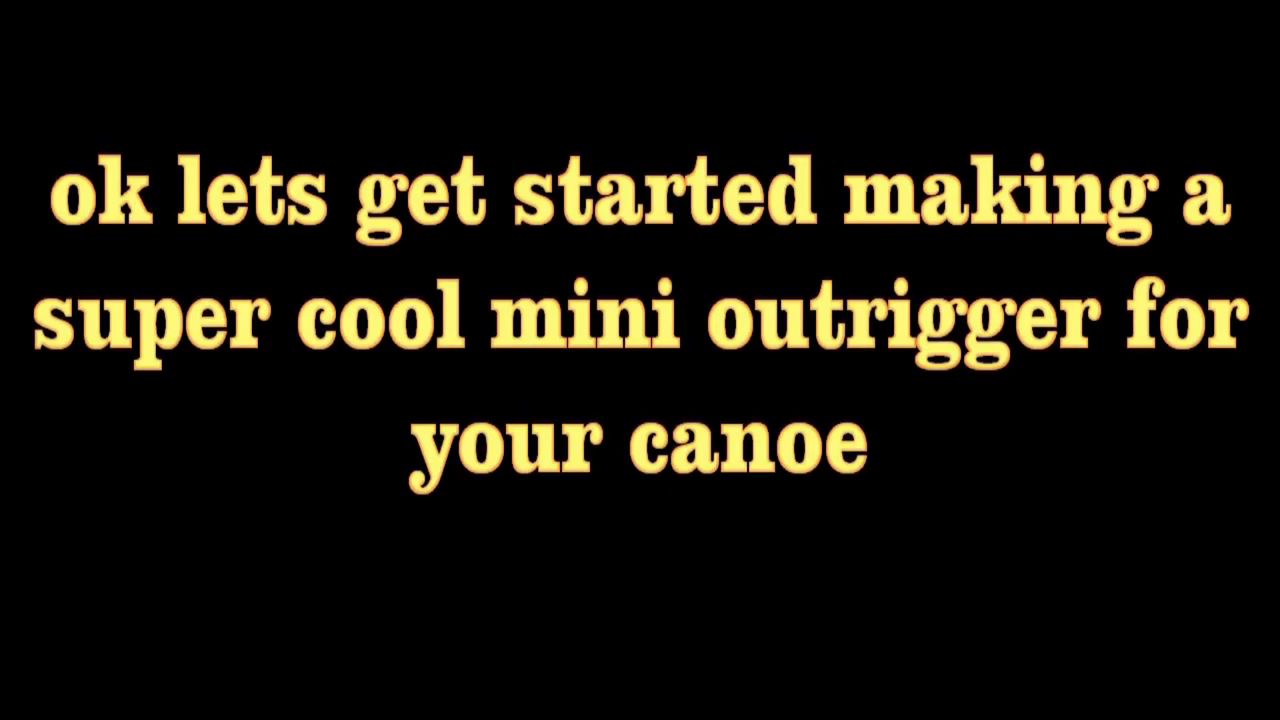 ok lets get started making a
super cool mini outrigger for
your canoe